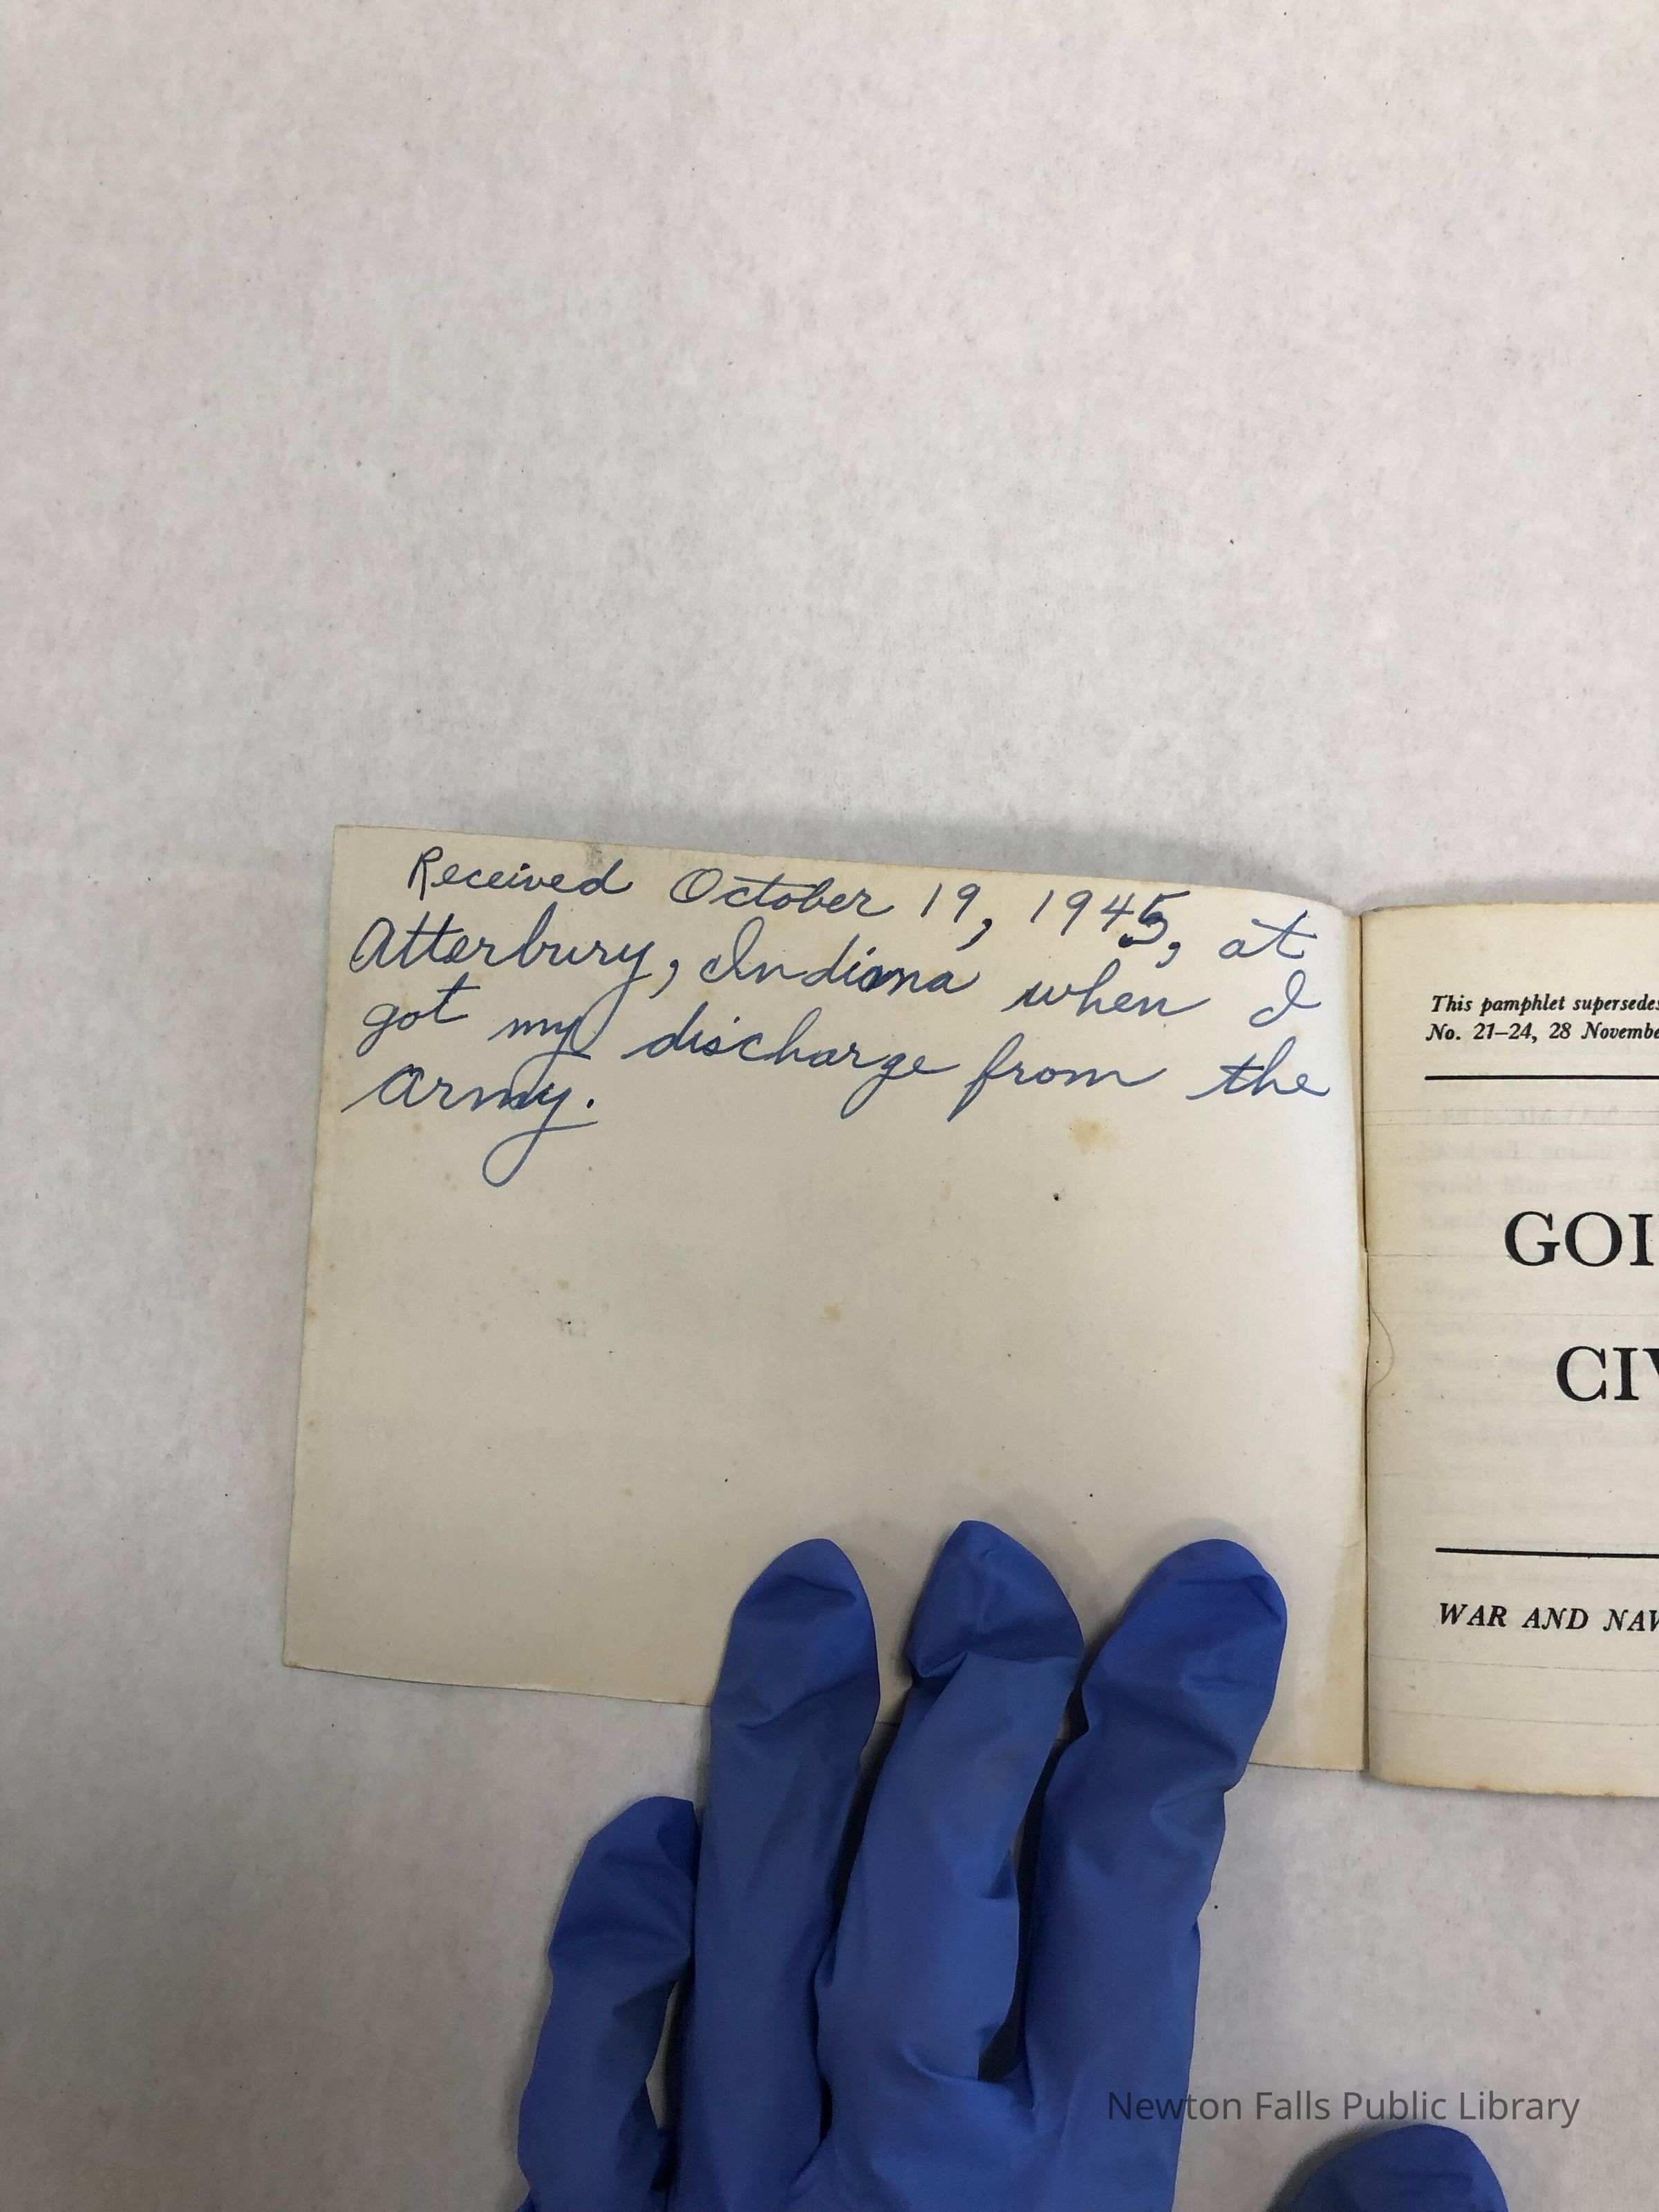 Received October 19, 1945, at
Atterbury, Indiana when I
got my discharge from the
Army.
This pamphlet supersedes
No. 21–24, 28 Novembe
GOI
CIV
WAR AND NAV
Newton Falls Public Library